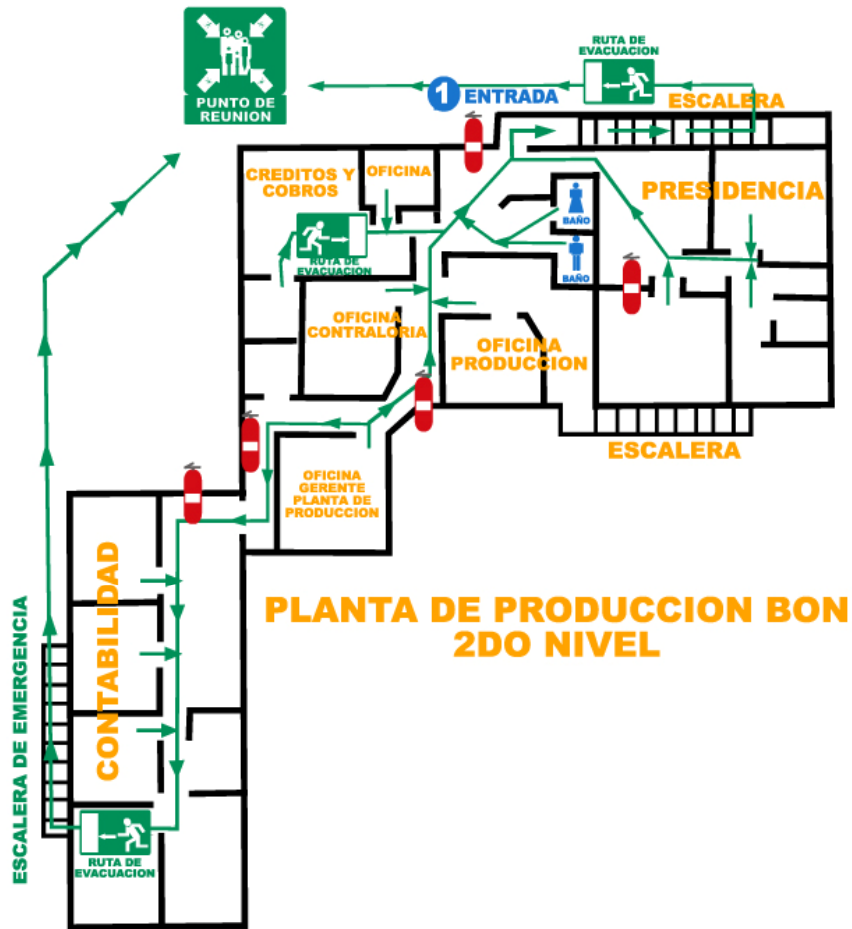 PUNTO DE
REUNION
RUTA DE
EVACUACION
1 ENTRADA
ESCALERA
CREDITOS Y
COBROS
OFICINA
PRESIDENCIA
BAÑO
BAÑO
RUTA DE
EVACUACION
OFICINA
CONTRALORIA
OFICINA
PRODUCCION
ESCALERA
OFICINA
GERENTE
PLANTA DE
PRODUCCION
CONTABILIDAD
PLANTA DE PRODUCCION BON
2DO NIVEL
ESCALERA DE EMERGENCIA
RUTA DE
EVACUACION